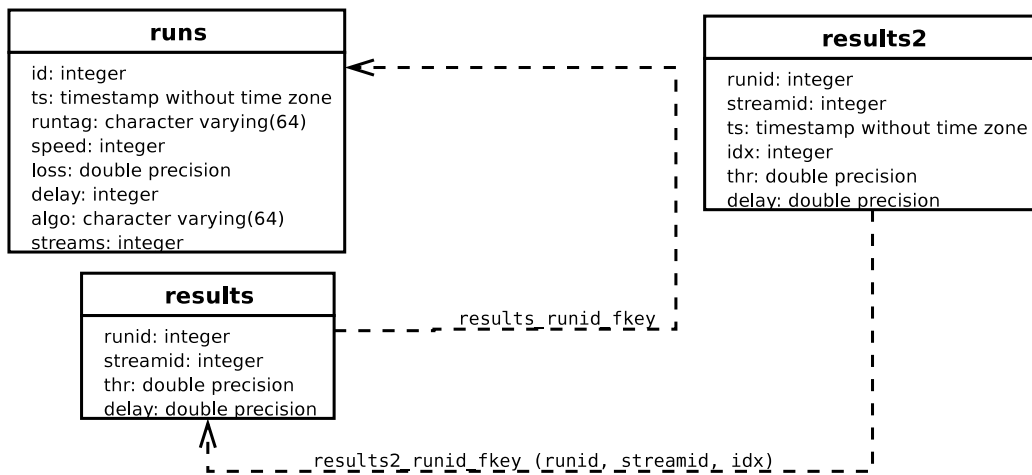 runs
id: integer
ts: timestamp without time zone
runtag: character varying(64)
speed: integer
loss: double precision
delay: integer
algo: character varying(64)
streams: integer
results2
runid: integer
streamid: integer
ts: timestamp without time zone
idx: integer
thr: double precision
delay: double precision
results
runid: integer
streamid: integer
thr: double precision
delay: double precision
results_runid_fkey
results2_runid_fkey (runid, streamid, idx)